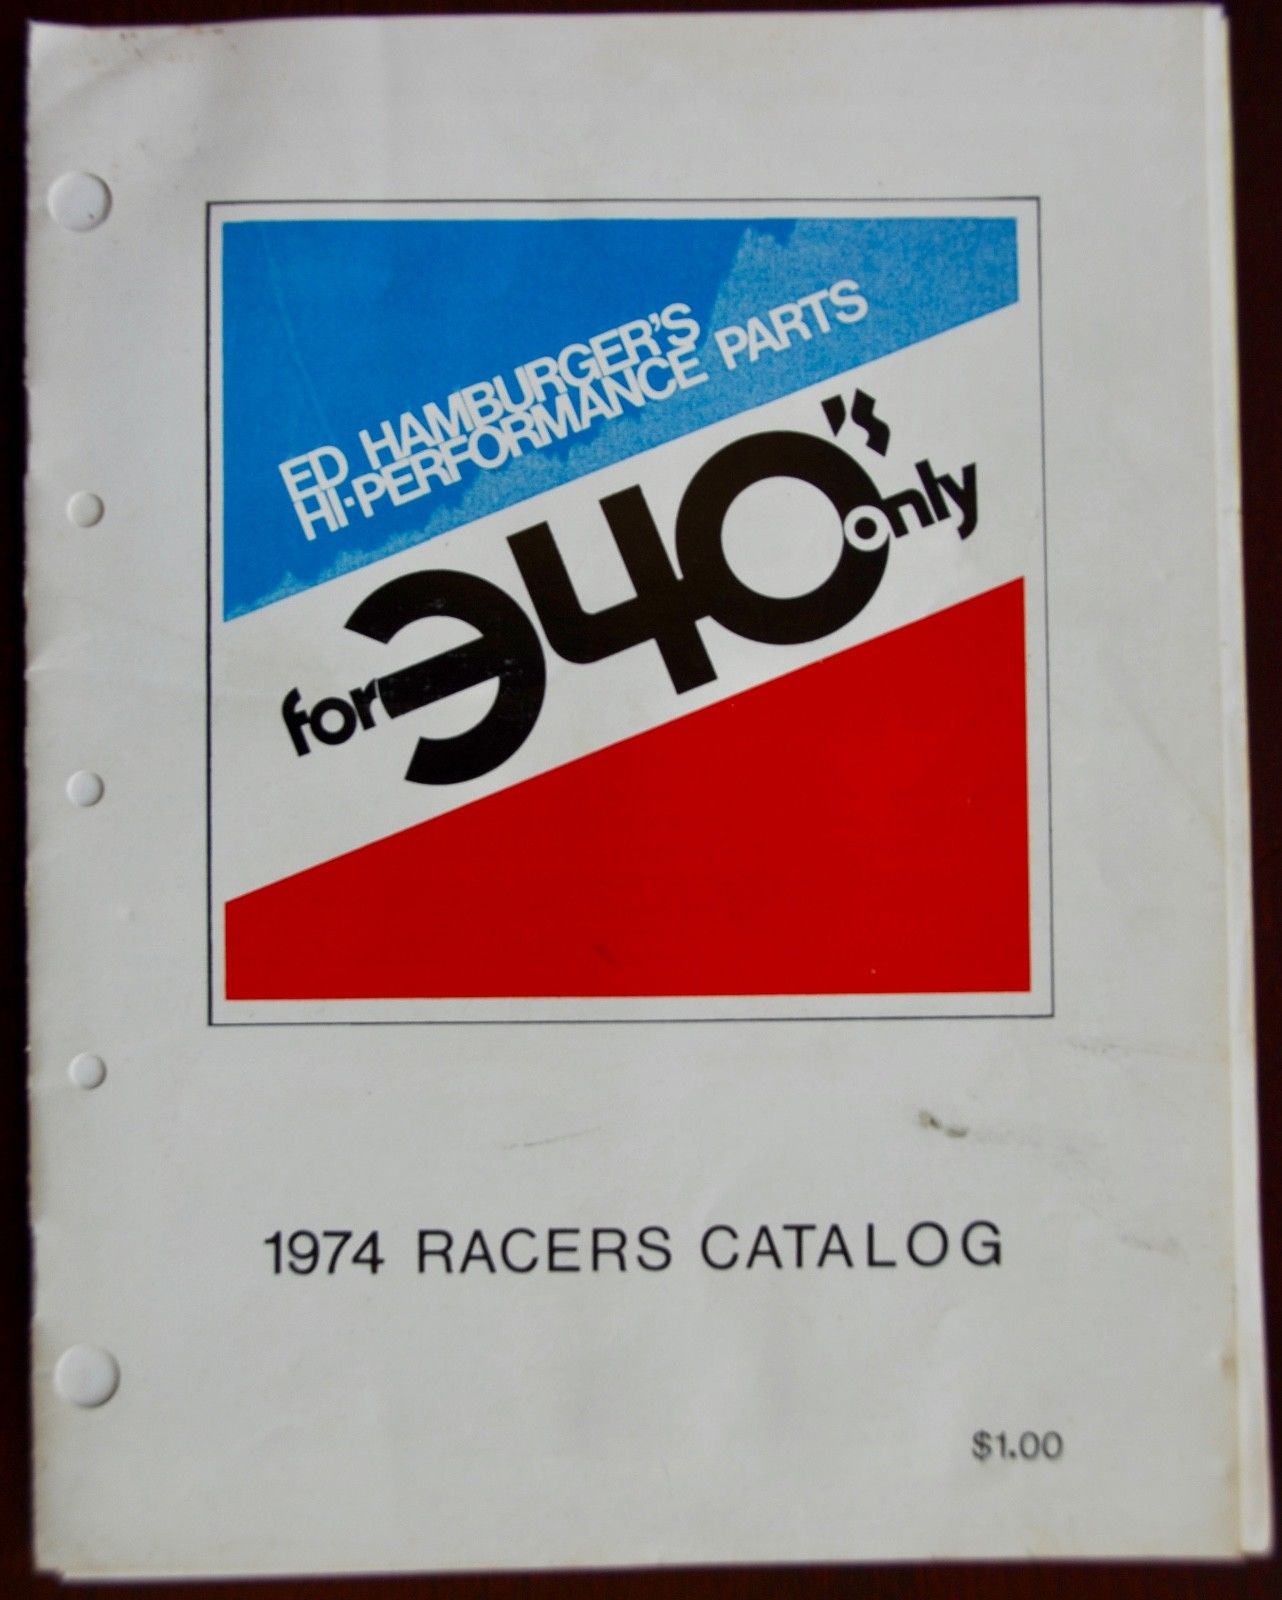 ED HAMBURGER'S
HI-PERFORMANCE PARTS
for 340's only
1974 RACERS CATALOG
$1.00